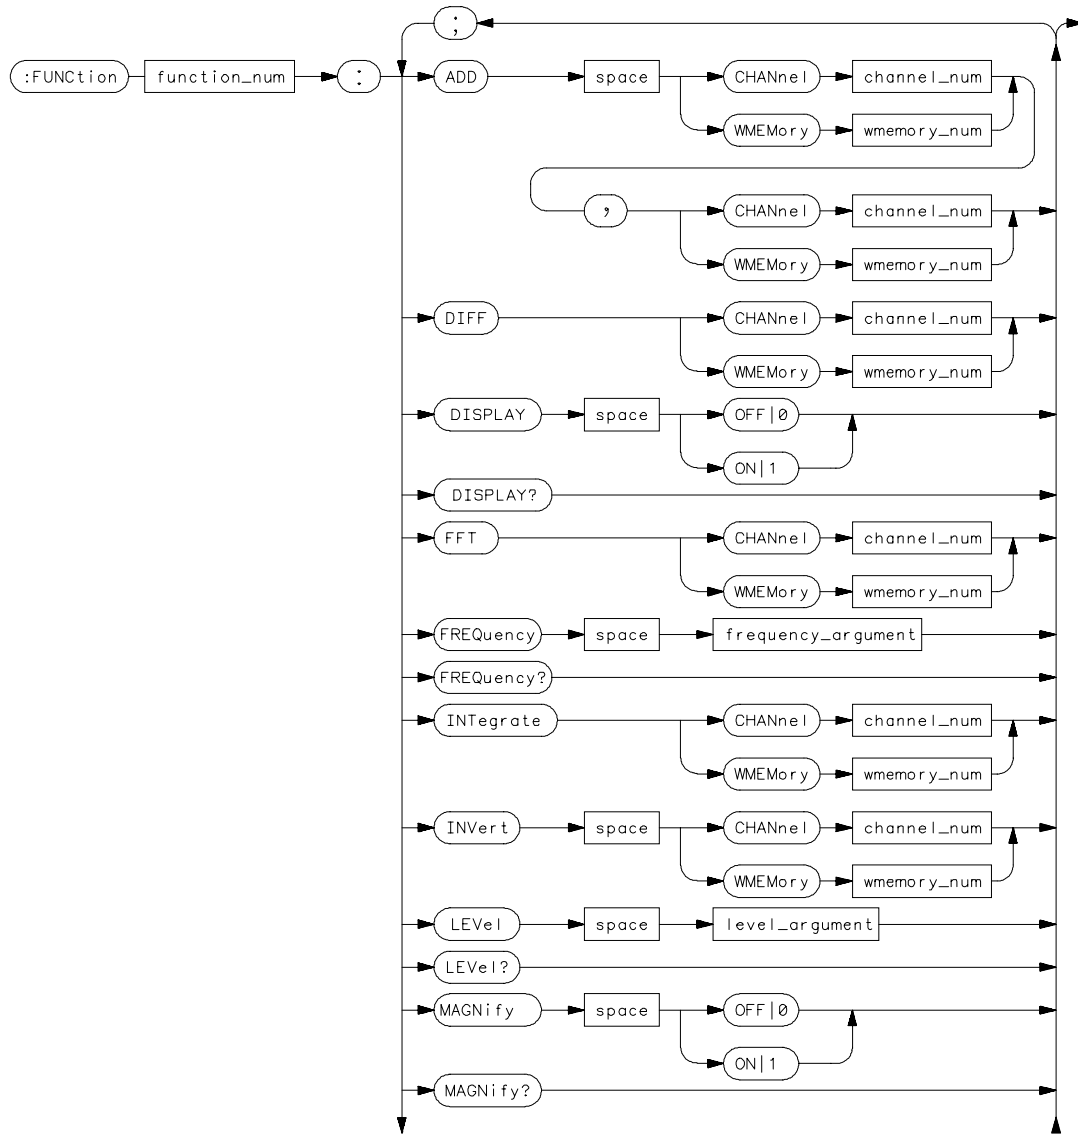 ;
:FUNCtion function_num : ADD space CHANnel channel_num
WMEMory wmemory_num
, CHANnel channel_num
WMEMory wmemory_num
DIFF CHANnel channel_num
WMEMory wmemory_num
DISPLAY space OFF|0
ON|1
DISPLAY?
FFT CHANnel channel_num
WMEMory wmemory_num
FREQuency space frequency_argument
FREQuency?
INTegrate CHANnel channel_num
WMEMory wmemory_num
INVert space CHANnel channel_num
WMEMory wmemory_num
LEVel space level_argument
LEVel?
MAGNify space OFF|0
ON|1
MAGNify?